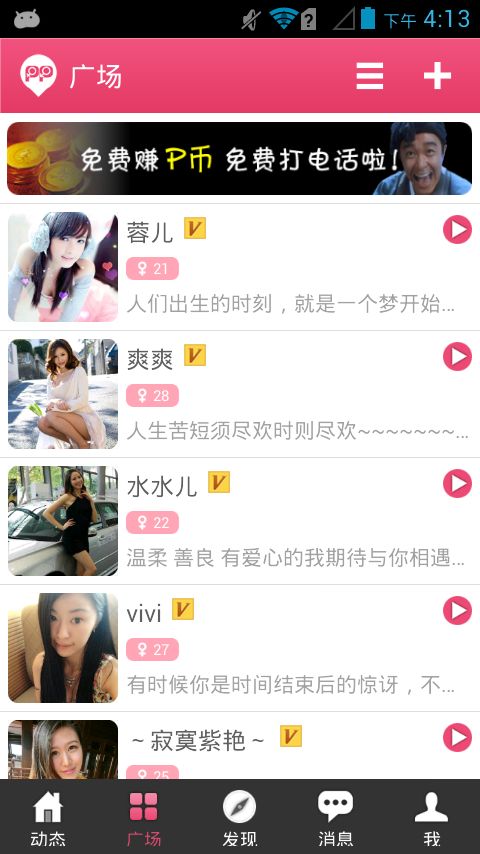 下午 4:13
PP 广场
免费赚P币 免费打电话啦!
蓉儿 V
♀ 21
人们出生的时刻，就是一个梦开始...
爽爽 V
♀ 28
人生苦短须尽欢时则尽欢~~~~~~~...
水水儿 V
♀ 22
温柔 善良 有爱心的我期待与你相遇...
vivi V
♀ 27
有时候你是时间结束后的惊讶，不...
～寂寞紫艳～ V
♀ 25
动态 广场 发现 消息 我